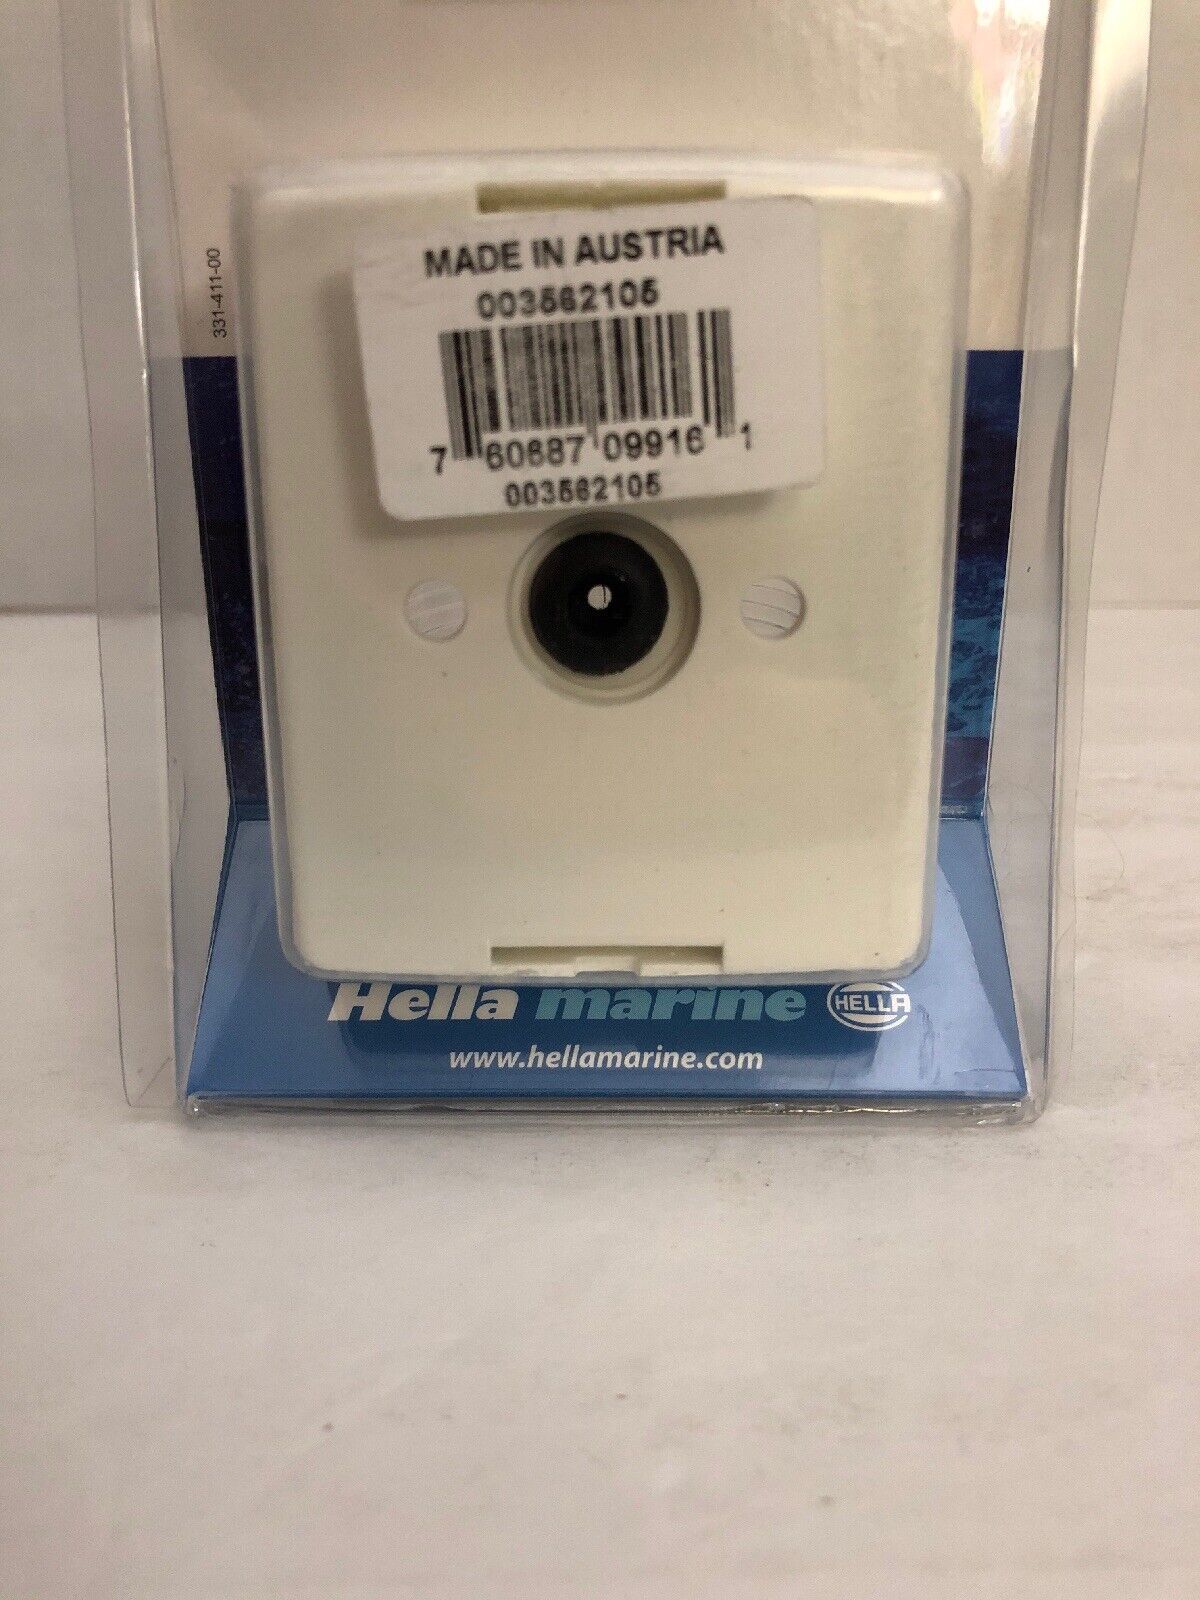 331-411-00
MADE IN AUSTRIA
003562105
7 60687 09916 1
003562105
Hella marine HELLA
www.hellamarine.com